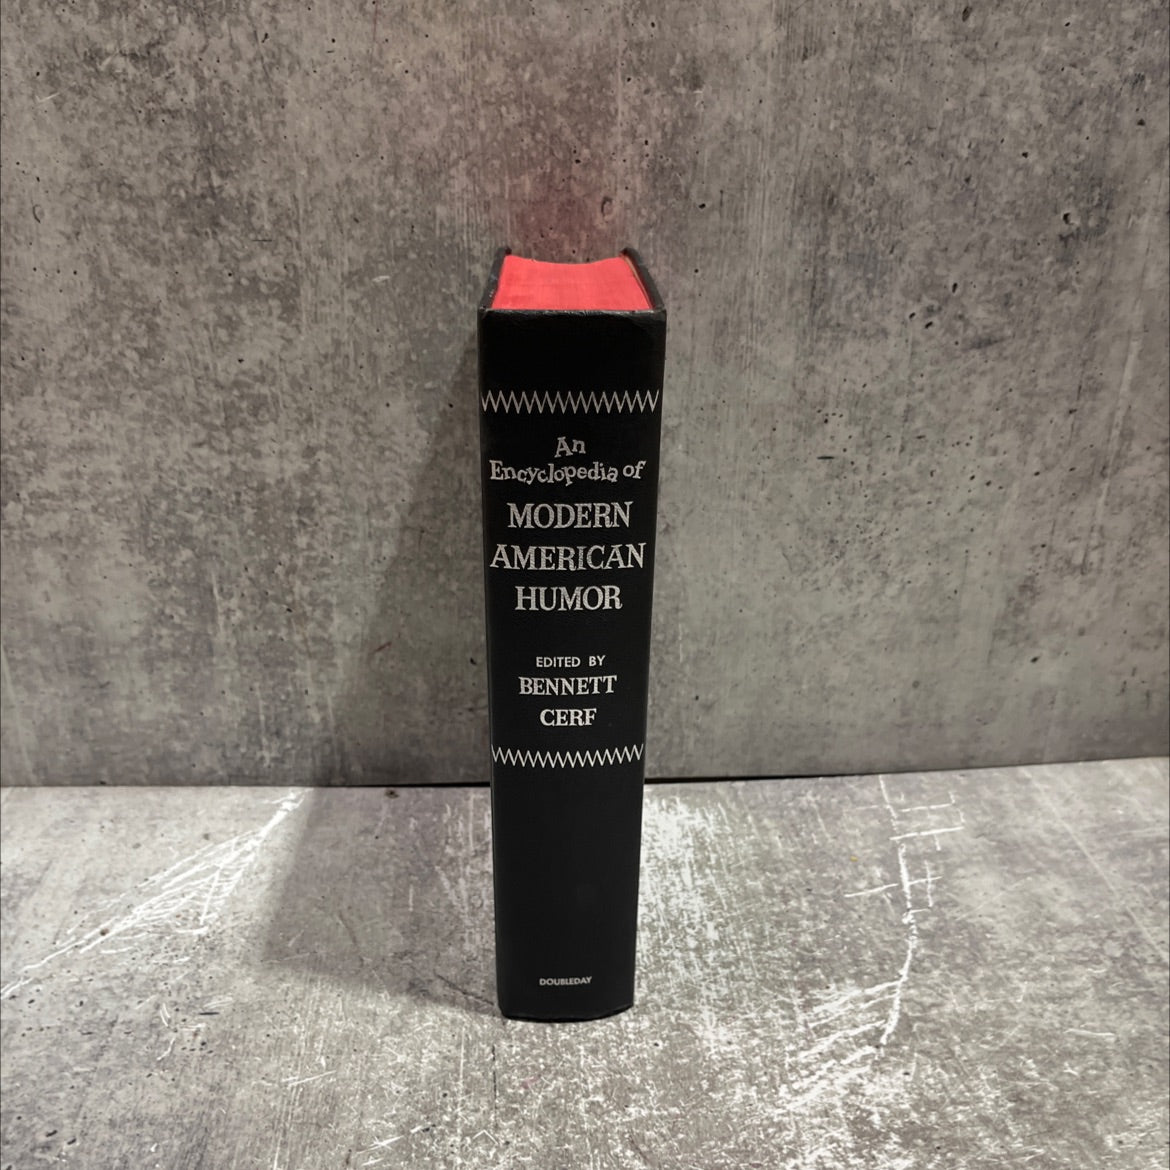 An
Encyclopedia of
MODERN
AMERICAN
HUMOR
EDITED BY
BENNETT
CERF
DOUBLEDAY